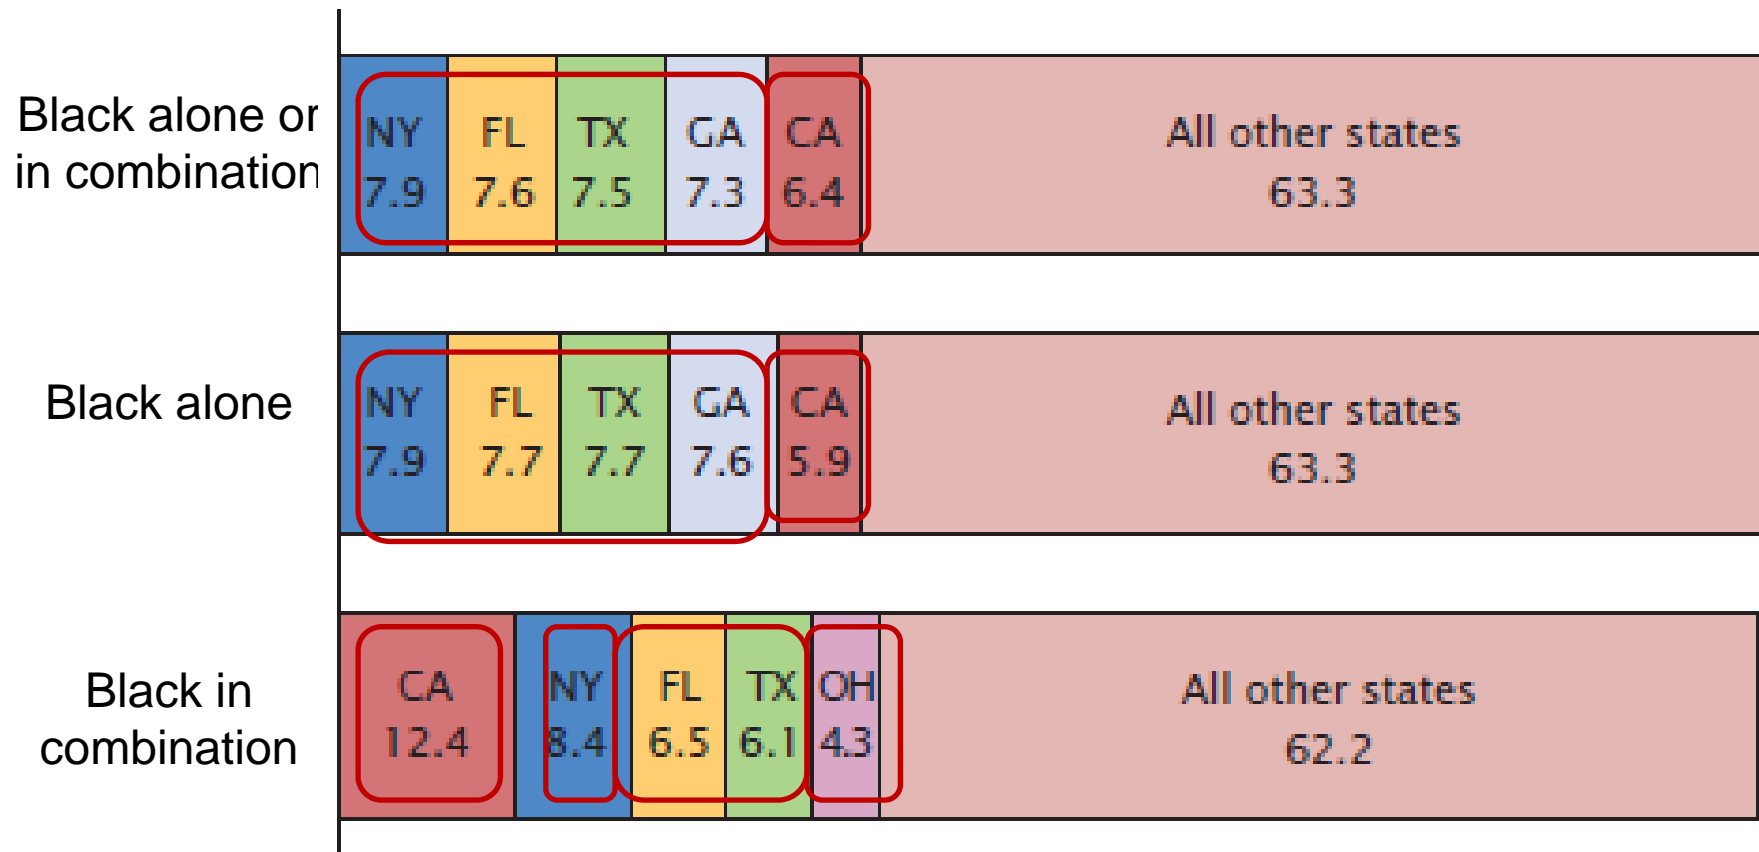 Black alone or
in combination
NY FL TX GA CA All other states
7.9 7.6 7.5 7.3 6.4 63.3
Black alone
NY FL TX GA CA All other states
7.9 7.7 7.7 7.6 5.9 63.3
Black in
combination
CA NY FL TX OH All other states
12.4 8.4 6.5 6.1 4.3 62.2